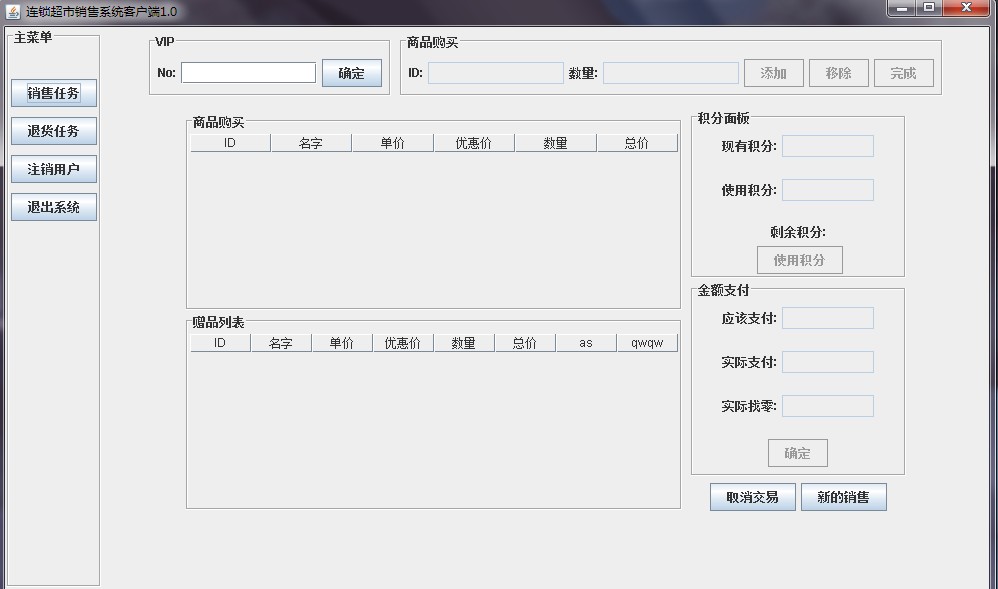 连锁超市销售系统客户端1.0
主菜单
销售任务
退货任务
注销用户
退出系统
VIP
No:
确定
商品购买
ID:
数量:
添加
移除
完成
商品购买
ID 名字 单价 优惠价 数量 总价
赠品列表
ID 名字 单价 优惠价 数量 总价 as qwqw
积分面板
现有积分:
使用积分:
剩余积分:
使用积分
金额支付
应该支付:
实际支付:
实际找零:
确定
取消交易
新的销售